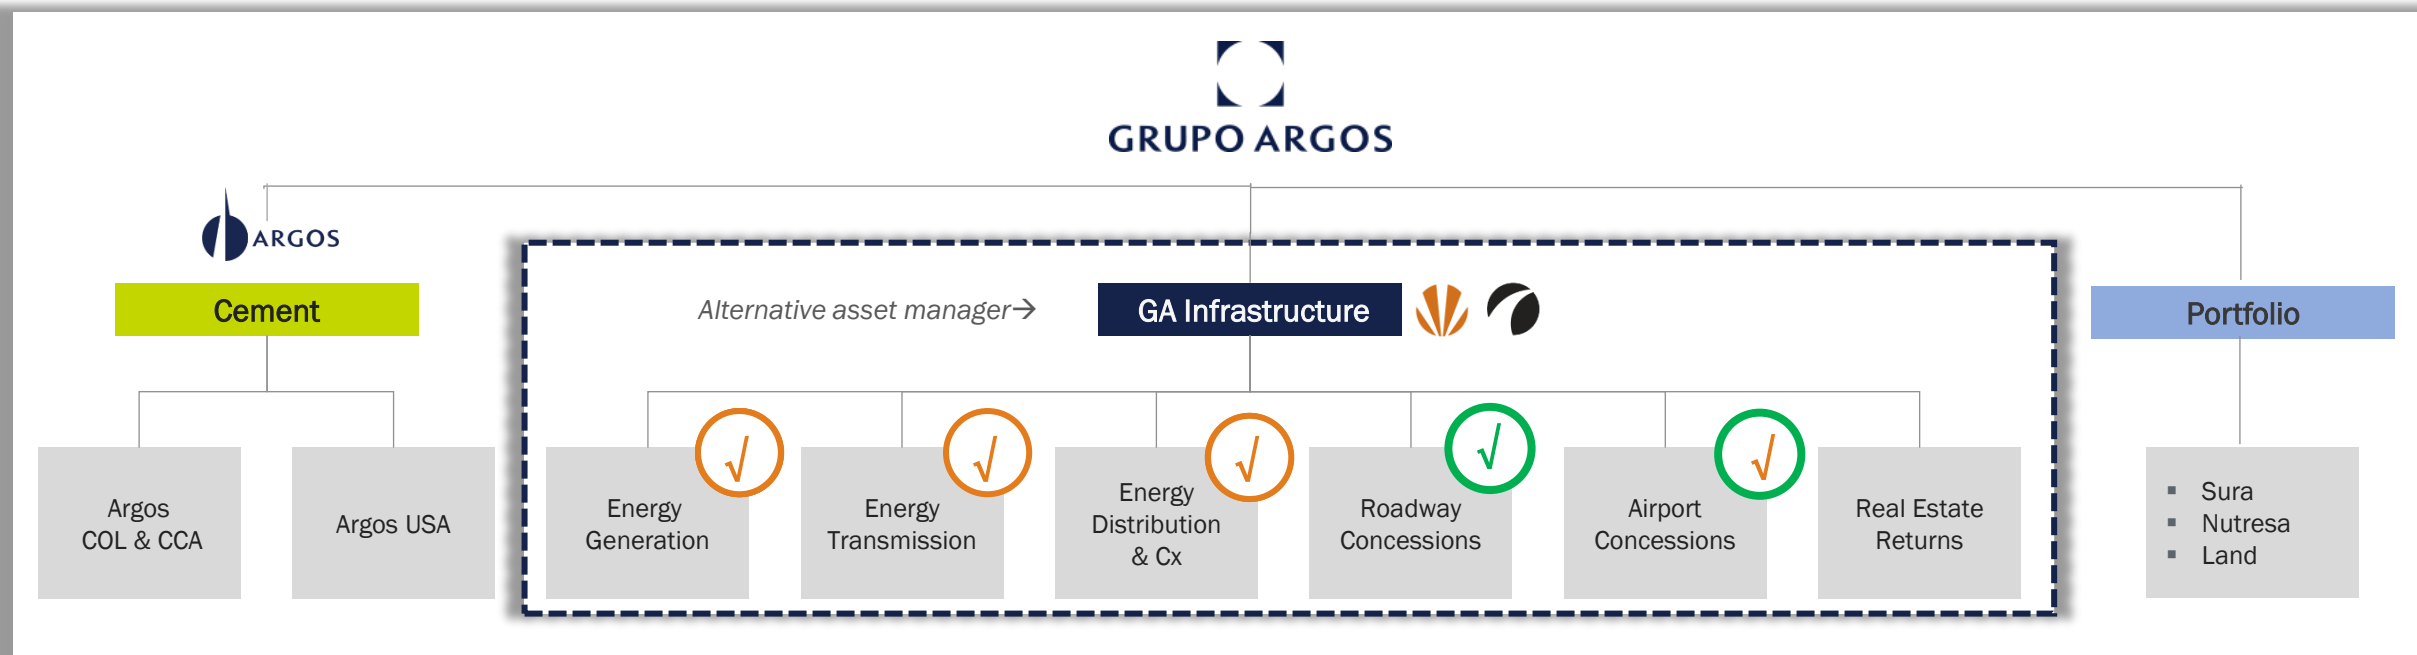 GRUPO ARGOS
ARGOS
Cement
Alternative asset manager→
GA Infrastructure
Portfolio
√
√
√
√
√
Argos
COL & CCA
Argos USA
Energy
Generation
Energy
Transmission
Energy
Distribution
& Cx
Roadway
Concessions
Airport
Concessions
Real Estate
Returns
▪ Sura
▪ Nutresa
▪ Land